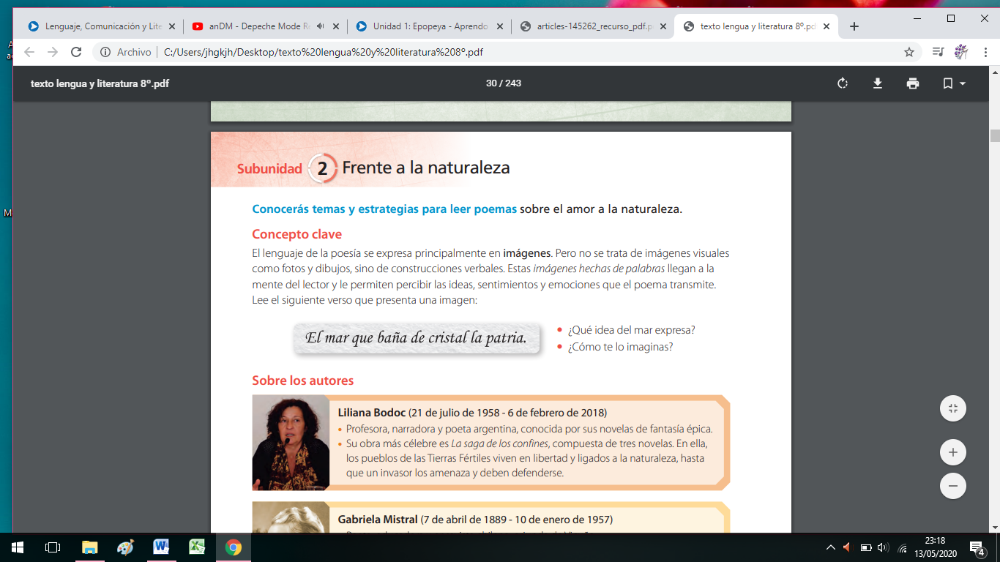 Lenguaje, Comunicación y Lite
anDM - Depeche Mode R
Unidad 1: Epopeya - Aprendo
articles-145262_recurso_pdf.p
texto lengua y literatura 8º.pd
Archivo C:/Users/jhgkjh/Desktop/texto%20lengua%20y%20literatura%208º.pdf
texto lengua y literatura 8º.pdf
30 / 243
Subunidad 2 Frente a la naturaleza
Conocerás temas y estrategias para leer poemas sobre el amor a la naturaleza.
Concepto clave
El lenguaje de la poesía se expresa principalmente en imágenes. Pero no se trata de imágenes visuales
como fotos y dibujos, sino de construcciones verbales. Estas imágenes hechas de palabras llegan a la
mente del lector y le permiten percibir las ideas, sentimientos y emociones que el poema transmite.
Lee el siguiente verso que presenta una imagen:
El mar que baña de cristal la patria.
• ¿Qué idea del mar expresa?
• ¿Cómo te lo imaginas?
Sobre los autores
Liliana Bodoc (21 de julio de 1958 - 6 de febrero de 2018)
• Profesora, narradora y poeta argentina, conocida por sus novelas de fantasía épica.
• Su obra más célebre es La saga de los confines, compuesta de tres novelas. En ella,
los pueblos de las Tierras Fértiles viven en libertad y ligados a la naturaleza, hasta
que un invasor los amenaza y deben defenderse.
Gabriela Mistral (7 de abril de 1889 - 10 de enero de 1957)
23:18
13/05/2020
4